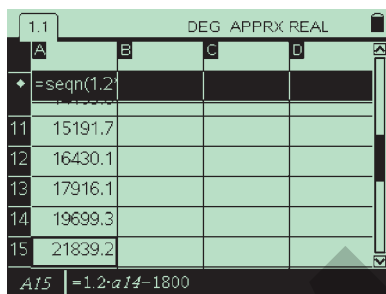 1.1 DEG APPRX REAL
A B C D
◆ =seqn(1.2*
11 15191.7
12 16430.1
13 17916.1
14 19699.3
15 21839.2
A15 =1.2·a14−1800